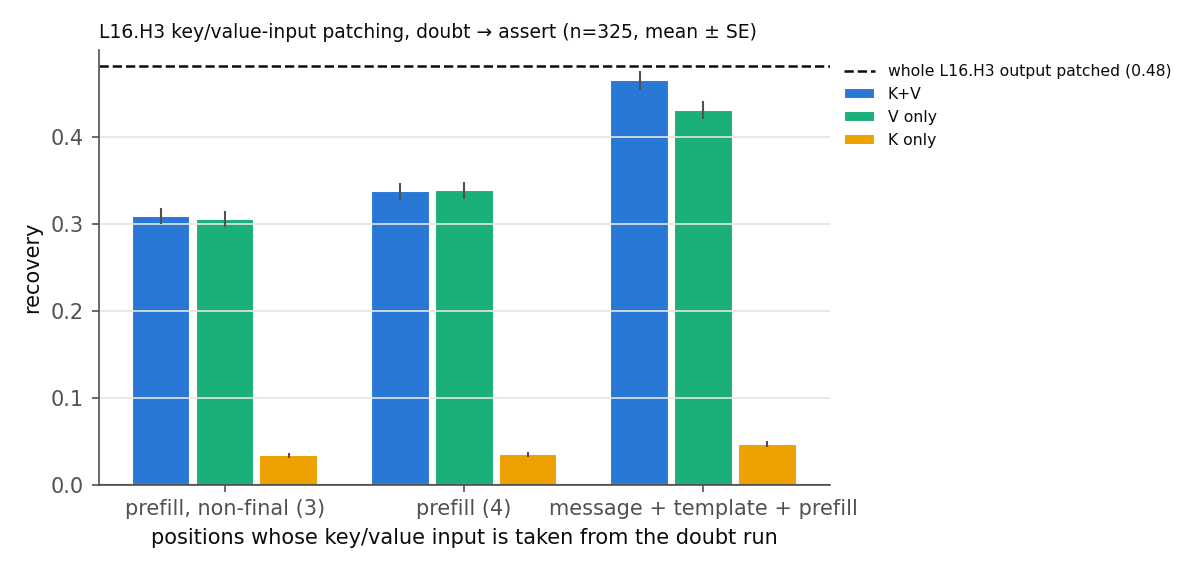 L16.H3 key/value-input patching, doubt → assert (n=325, mean ± SE)
whole L16.H3 output patched (0.48)
K+V
V only
K only
recovery
0.4
0.3
0.2
0.1
0.0
prefill, non-final (3)
prefill (4)
message + template + prefill
positions whose key/value input is taken from the doubt run